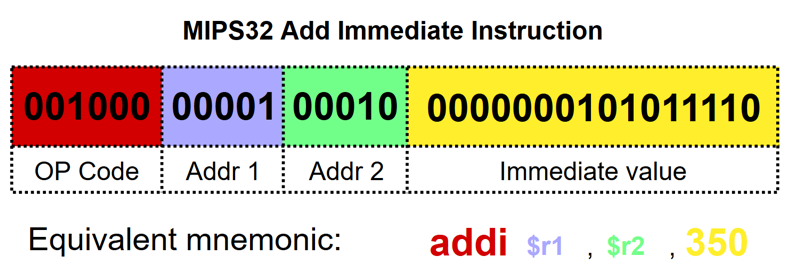 MIPS32 Add Immediate Instruction
001000 00001 00010 0000000101011110
OP Code Addr 1 Addr 2 Immediate value
Equivalent mnemonic: addi $r1 , $r2 , 350